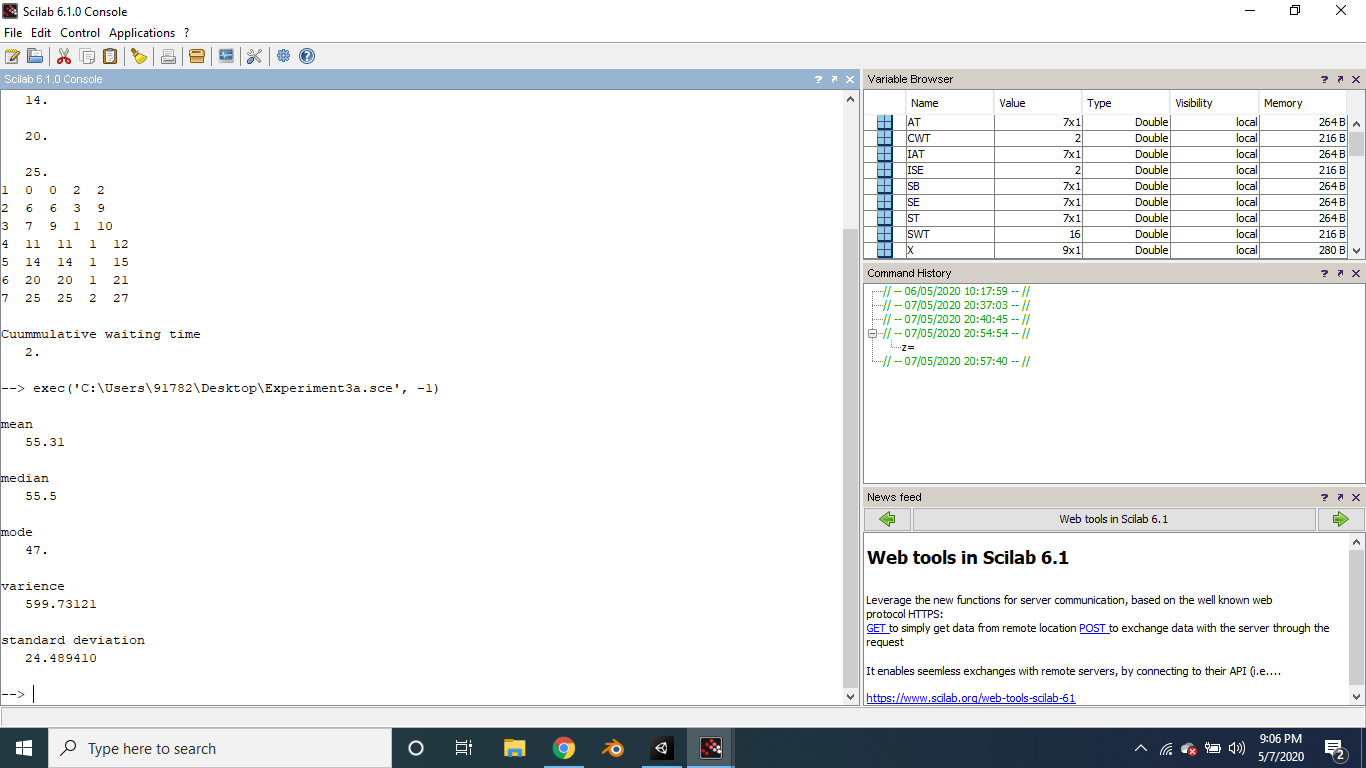 Scilab 6.1.0 Console
File Edit Control Applications ?
Scilab 6.1.0 Console
14.
20.
25.
1 0 0 2 2
2 6 6 3 9
3 7 9 1 10
4 11 11 1 12
5 14 14 1 15
6 20 20 1 21
7 25 25 2 27
Cuummulative waiting time
2.
--> exec('C:\Users\91782\Desktop\Experiment3a.sce', -1)
mean
55.31
median
55.5
mode
47.
varience
599.73121
standard deviation
24.489410
-->
Variable Browser
Name Value Type Visibility Memory
AT 7x1 Double local 264 B
CWT 2 Double local 216 B
IAT 7x1 Double local 264 B
ISE 2 Double local 216 B
SB 7x1 Double local 264 B
SE 7x1 Double local 264 B
ST 7x1 Double local 264 B
SWT 16 Double local 216 B
X 9x1 Double local 280 B
Command History
// -- 06/05/2020 10:17:59 -- //
// -- 07/05/2020 20:37:03 -- //
// -- 07/05/2020 20:40:45 -- //
// -- 07/05/2020 20:54:54 -- //
z=
// -- 07/05/2020 20:57:40 -- //
News feed
Web tools in Scilab 6.1
Web tools in Scilab 6.1
Leverage the new functions for server communication, based on the well known web
protocol HTTPS:
GET to simply get data from remote location POST to exchange data with the server through the
request
It enables seemless exchanges with remote servers, by connecting to their API (i.e....
https://www.scilab.org/web-tools-scilab-61
Type here to search
9:06 PM
5/7/2020
2